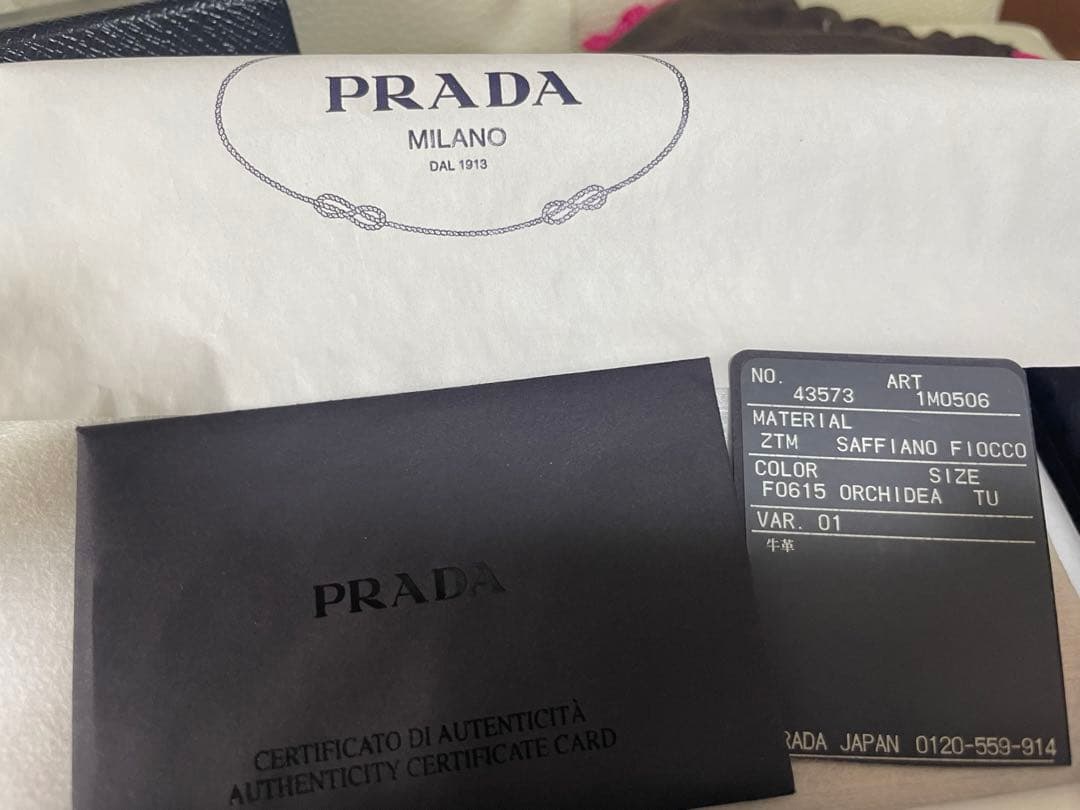 PRADA
MILANO
DAL 1913
NO. 43573 ART 1M0506
MATERIAL
ZTM SAFFIANO FIOCCO
COLOR SIZE
F0615 ORCHIDEA TU
VAR. 01
牛革
PRADA JAPAN 0120-559-914
PRADA
CERTIFICATO DI AUTENTICITÀ
AUTHENTICITY CERTIFICATE CARD